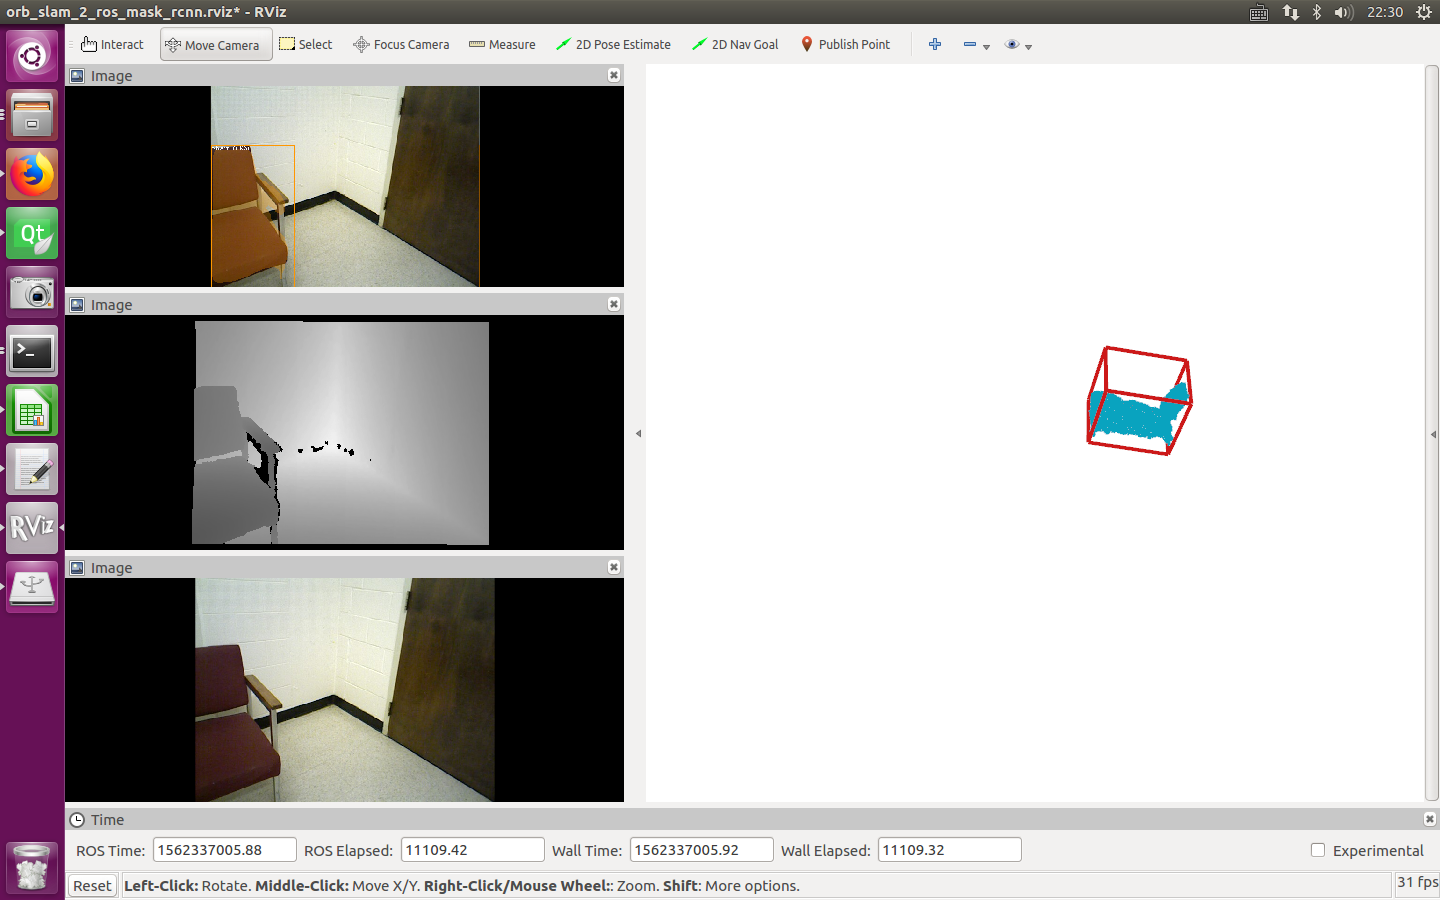 orb_slam_2_ros_mask_rcnn.rviz* - RViz
22:30
Interact
Move Camera
Select
Focus Camera
Measure
2D Pose Estimate
2D Nav Goal
Publish Point
Image
Image
Image
Qt
>_
RViz
Time
ROS Time: 1562337005.88 ROS Elapsed: 11109.42 Wall Time: 1562337005.92 Wall Elapsed: 11109.32 Experimental
Reset Left-Click: Rotate. Middle-Click: Move X/Y. Right-Click/Mouse Wheel:: Zoom. Shift: More options. 31 fps